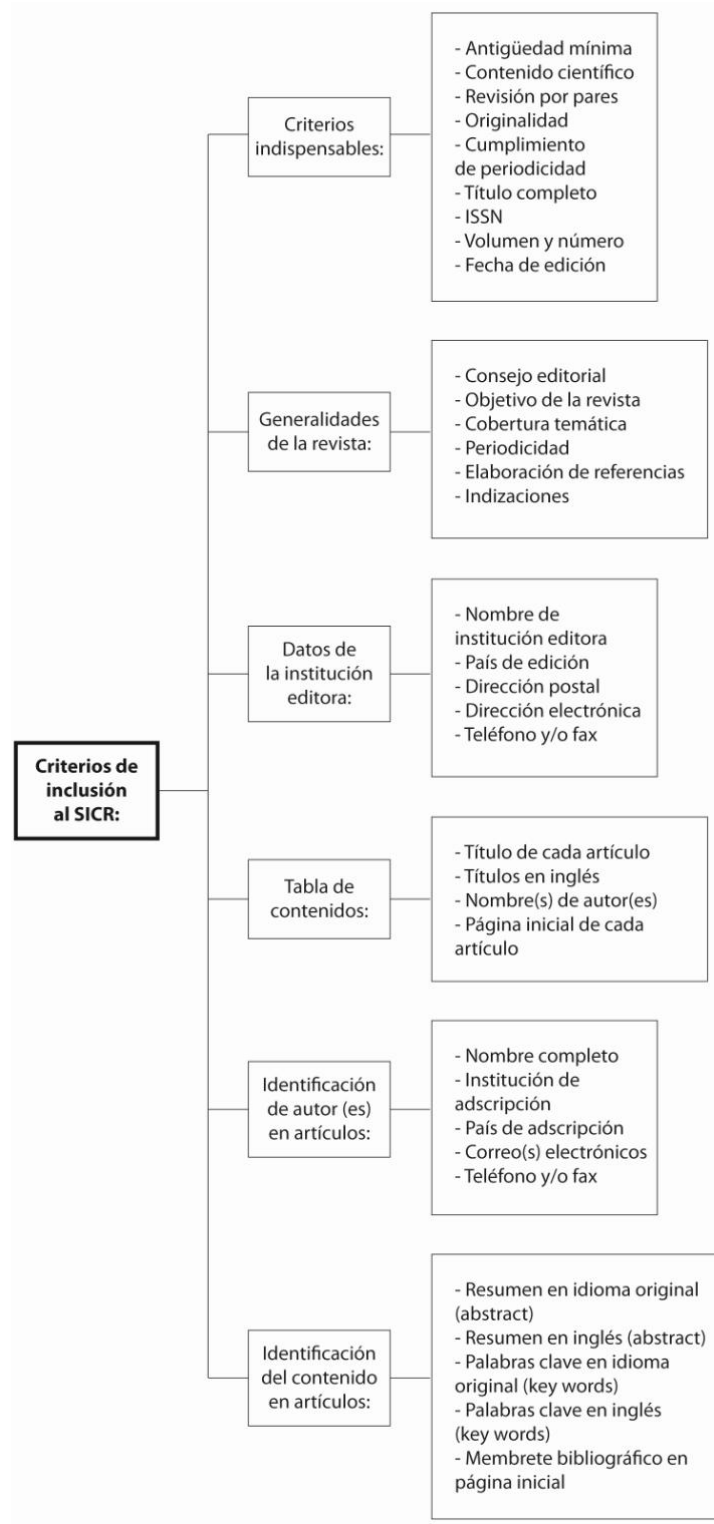 Criterios de
inclusión
al SICR:
Criterios
indispensables:
- Antigüedad mínima
- Contenido científico
- Revisión por pares
- Originalidad
- Cumplimiento
de periodicidad
- Título completo
- ISSN
- Volumen y número
- Fecha de edición
Generalidades
de la revista:
- Consejo editorial
- Objetivo de la revista
- Cobertura temática
- Periodicidad
- Elaboración de referencias
- Indizaciones
Datos de
la institución
editora:
- Nombre de
institución editora
- País de edición
- Dirección postal
- Dirección electrónica
- Teléfono y/o fax
Tabla de
contenidos:
- Título de cada artículo
- Títulos en inglés
- Nombre(s) de autor(es)
- Página inicial de cada
artículo
Identificación
de autor (es)
en artículos:
- Nombre completo
- Institución de
adscripción
- País de adscripción
- Correo(s) electrónicos
- Teléfono y/o fax
Identificación
del contenido
en artículos:
- Resumen en idioma original
(abstract)
- Resumen en inglés (abstract)
- Palabras clave en idioma
original (key words)
- Palabras clave en inglés
(key words)
- Membrete bibliográfico en
página inicial